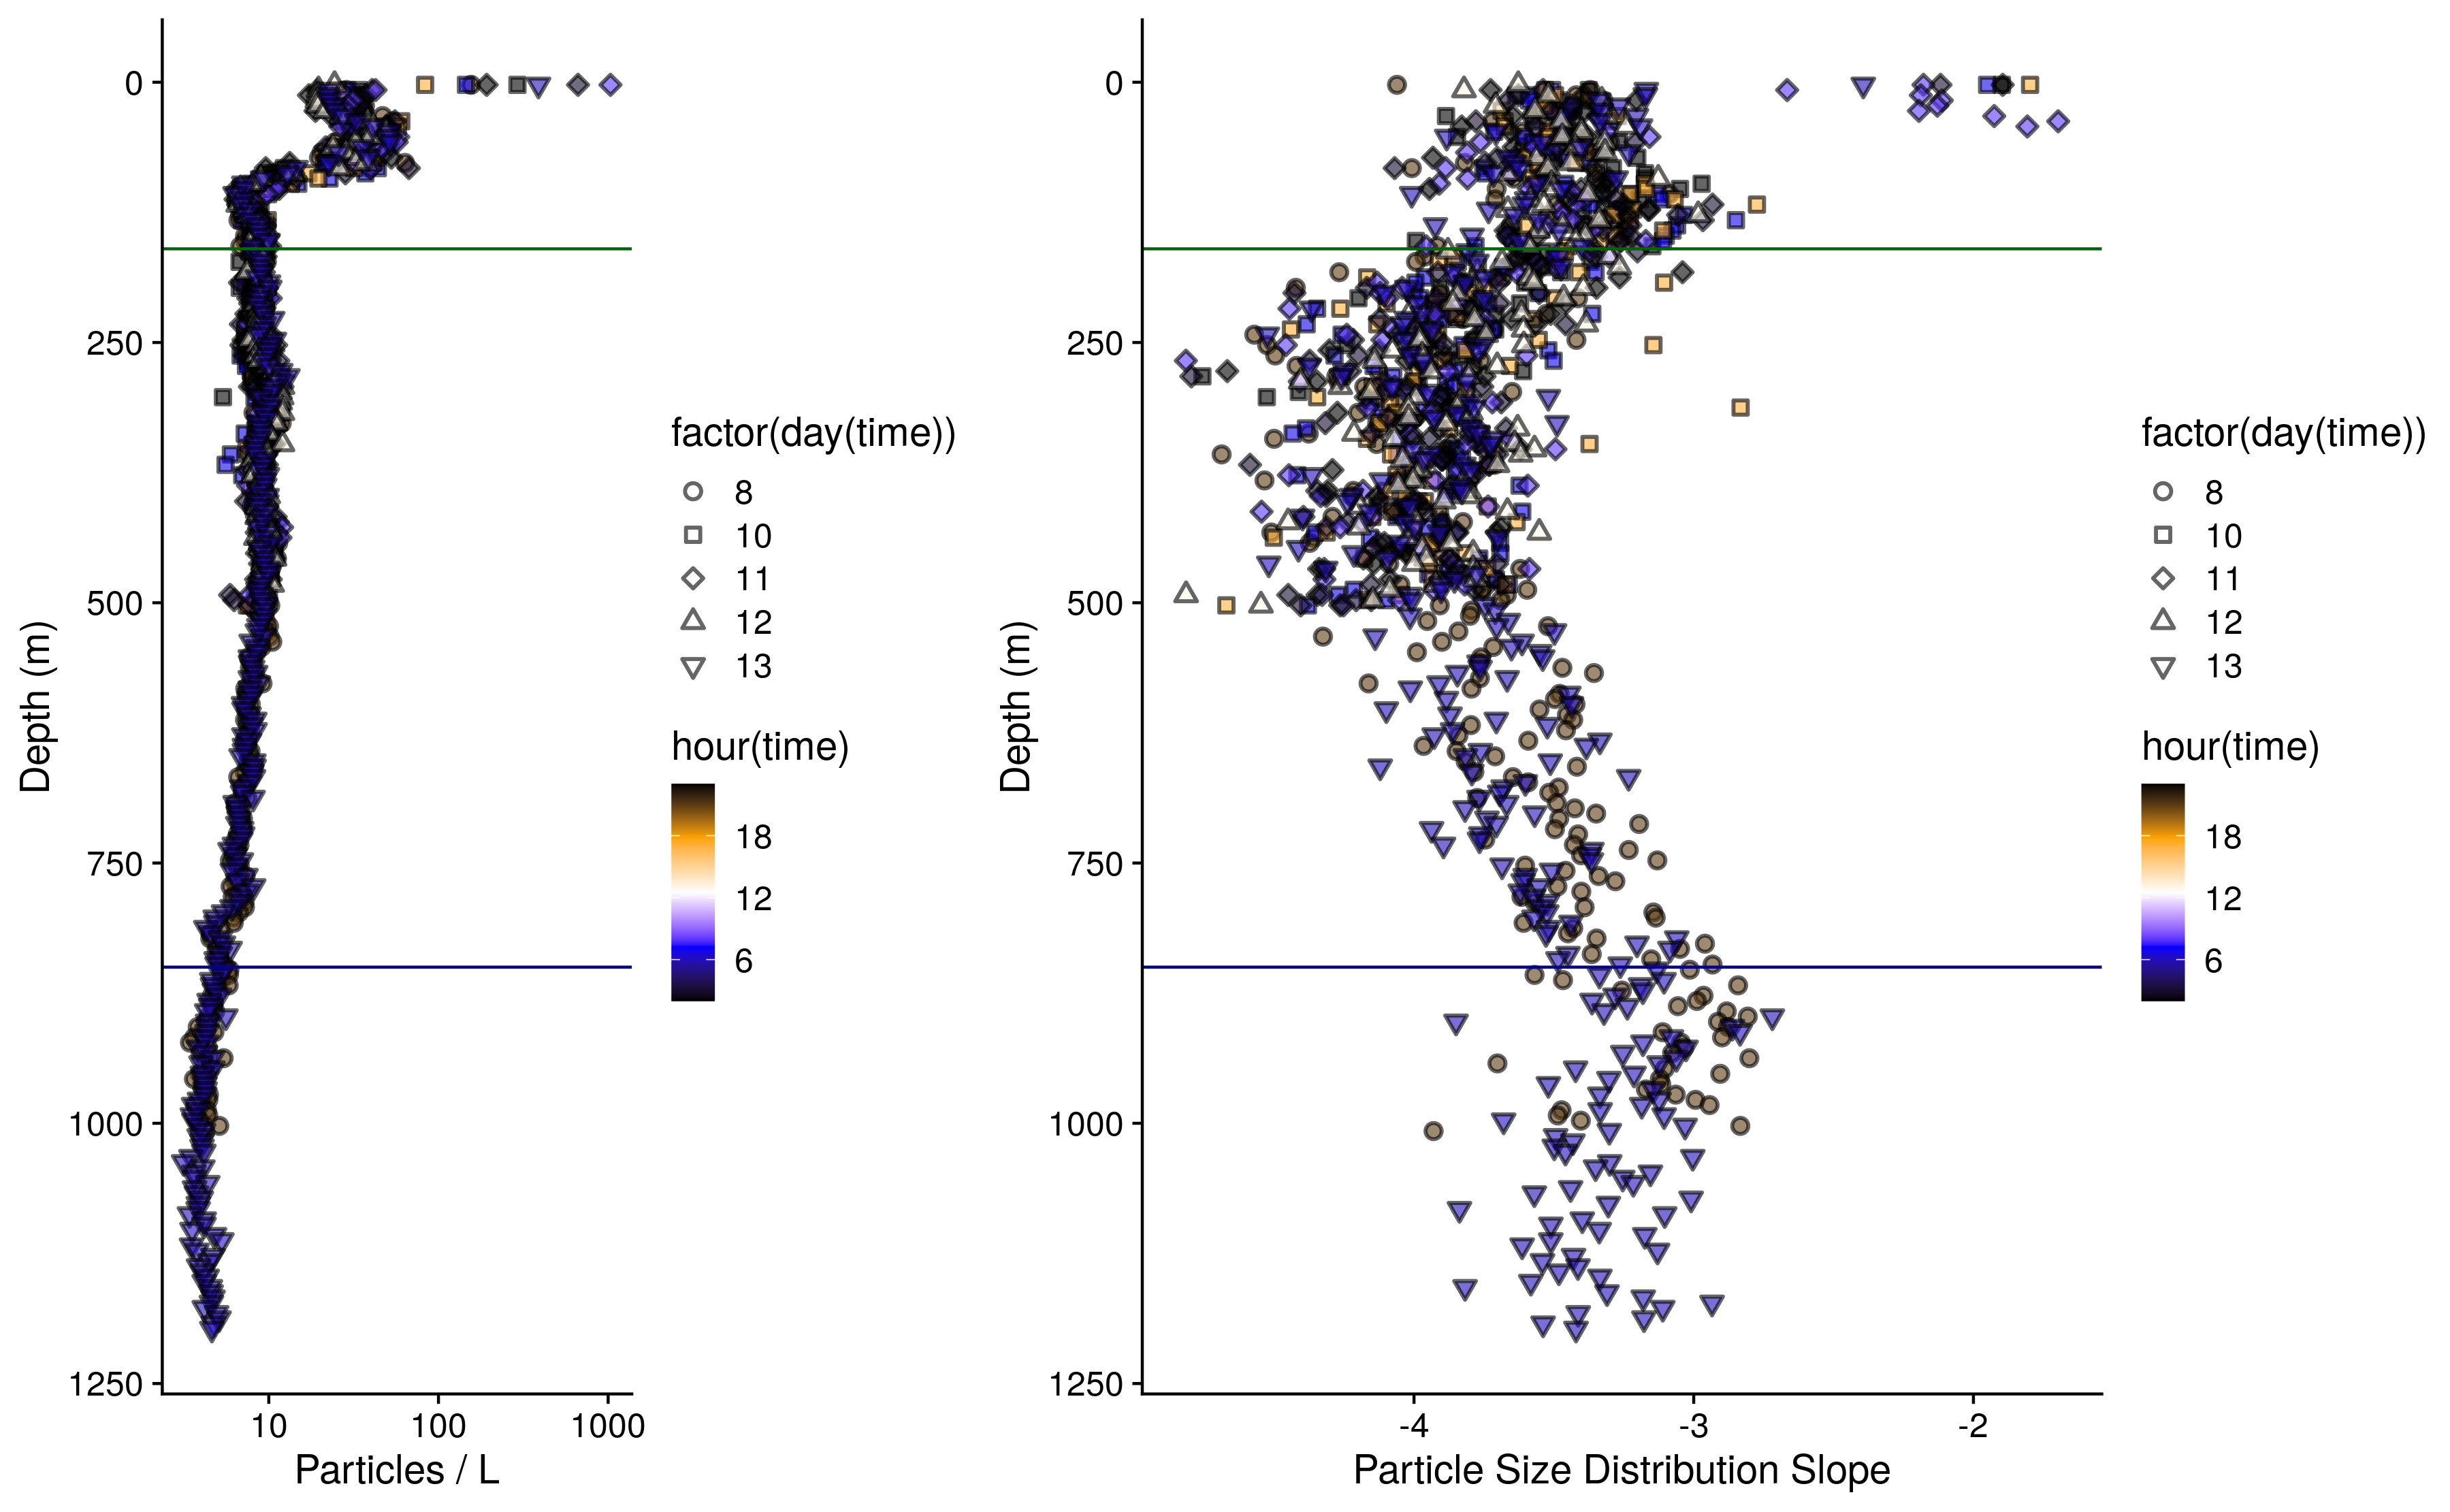 0
250
500
750
1000
1250
Depth (m)
10 100 1000
Particles / L
factor(day(time))
8
10
11
12
13
hour(time)
18
12
6
0
250
500
750
1000
1250
Depth (m)
-4 -3 -2
Particle Size Distribution Slope
factor(day(time))
8
10
11
12
13
hour(time)
18
12
6